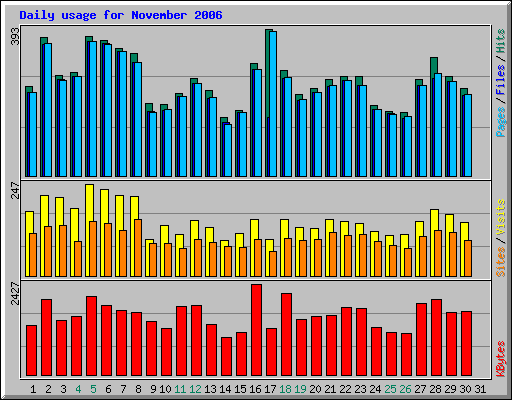 Daily usage for November 2006
393
Pages / Files / Hits
247
Sites / Visits
2427
KBytes
1 2 3 4 5 6 7 8 9 10 11 12 13 14 15 16 17 18 19 20 21 22 23 24 25 26 27 28 29 30 31